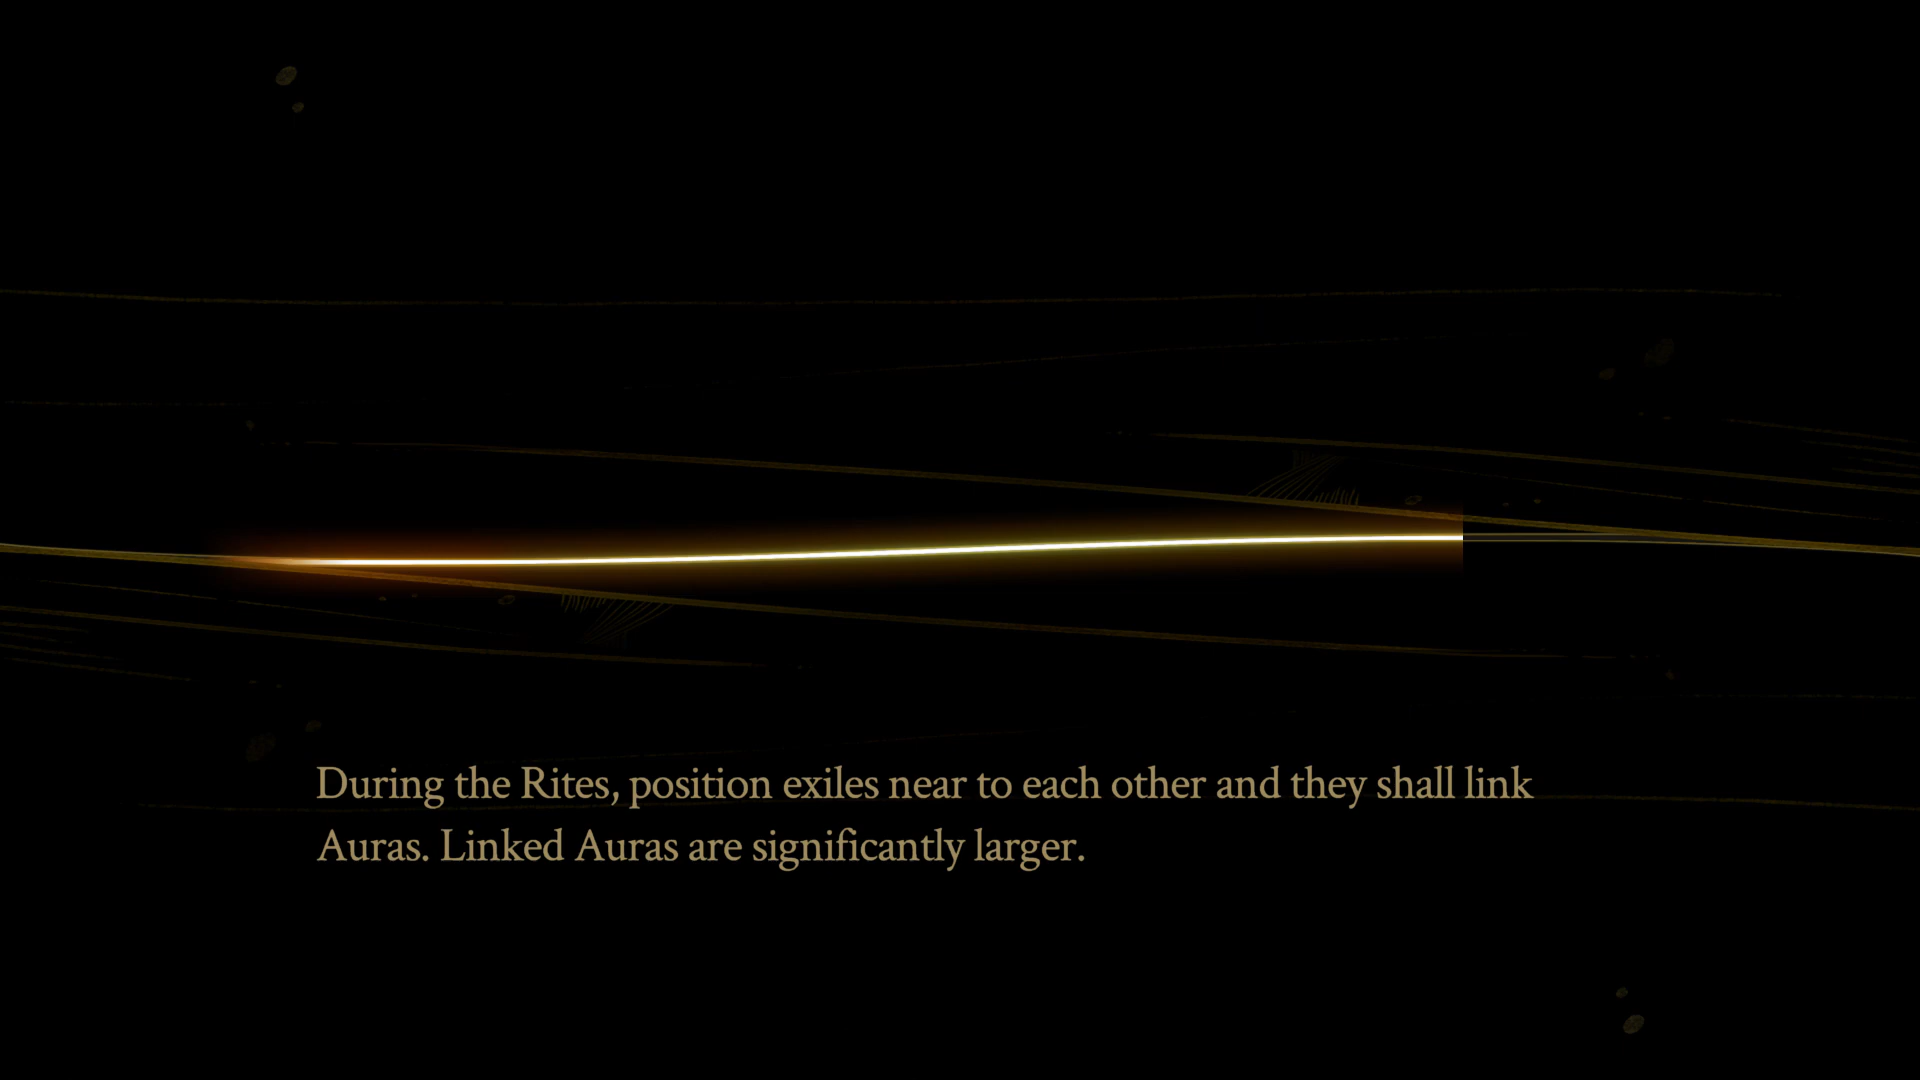 During the Rites, position exiles near to each other and they shall link
Auras. Linked Auras are significantly larger.